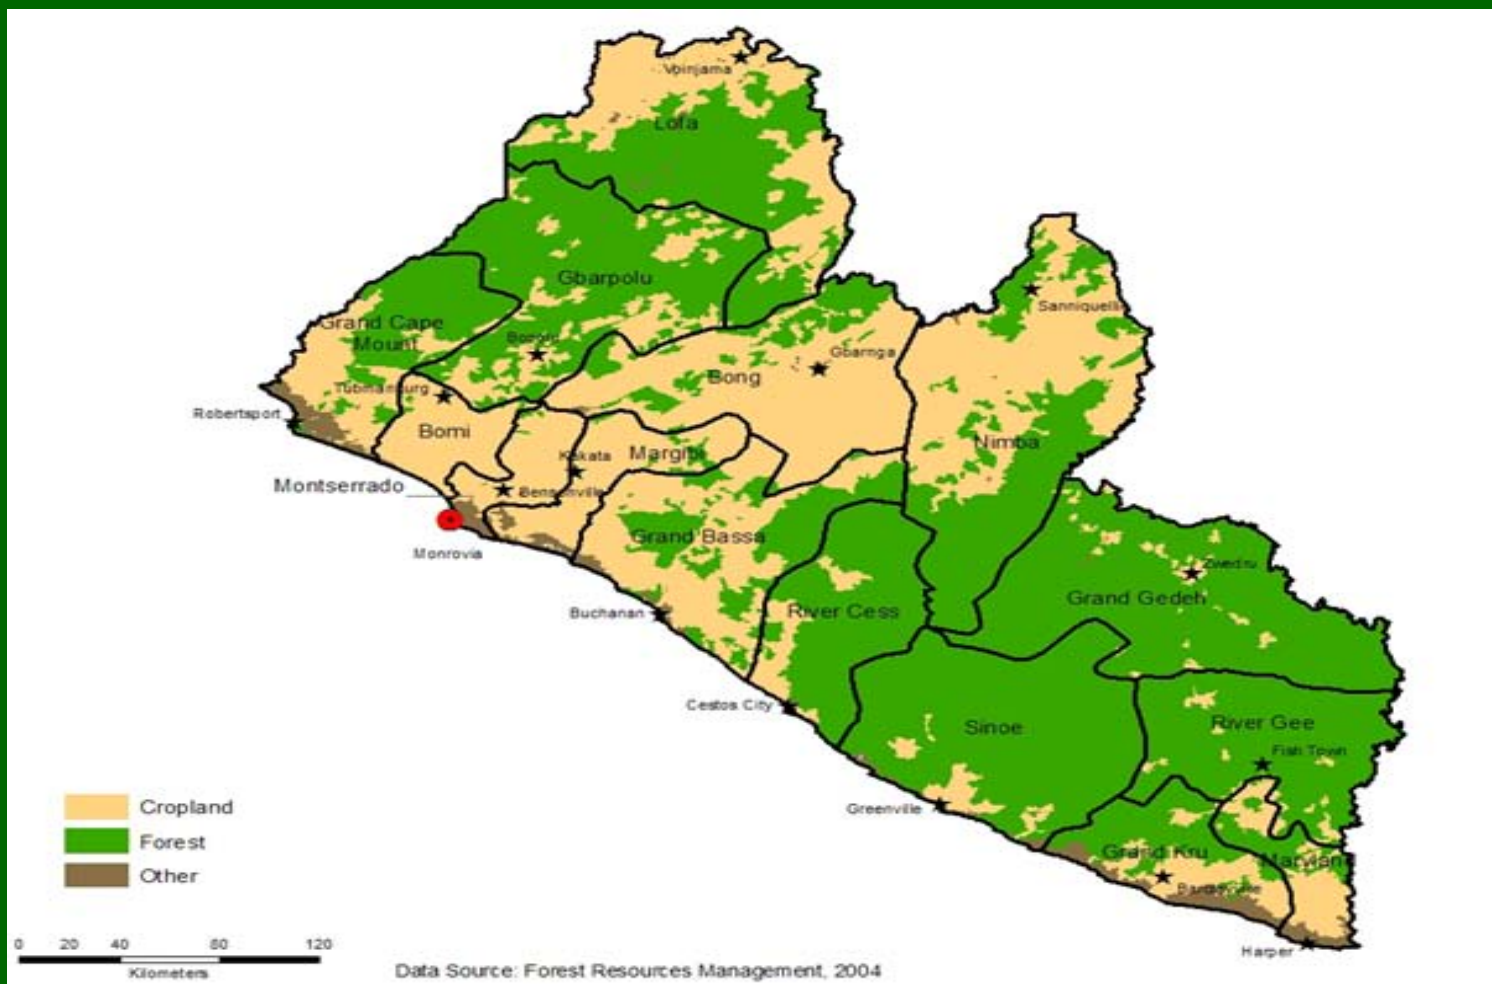 Voinjama
Lofa
Gbarpolu
Sanniquelli
Grand Cape
Mount
Bopolu
Gbarnga
Bong
Tubmanburg
Robertsport
Bomi
Nimba
Kakata
Margibi
Montserrado
Bensonville
Grand Bassa
Monrovia
Zwedru
Grand Gedeh
Buchanan
River Cess
Cestos City
Sinoe
River Gee
Fish Town
Greenville
Cropland
Forest
Other
Grand Kru
Maryland
Harper
0 20 40 80 120
Kilometers
Data Source: Forest Resources Management, 2004